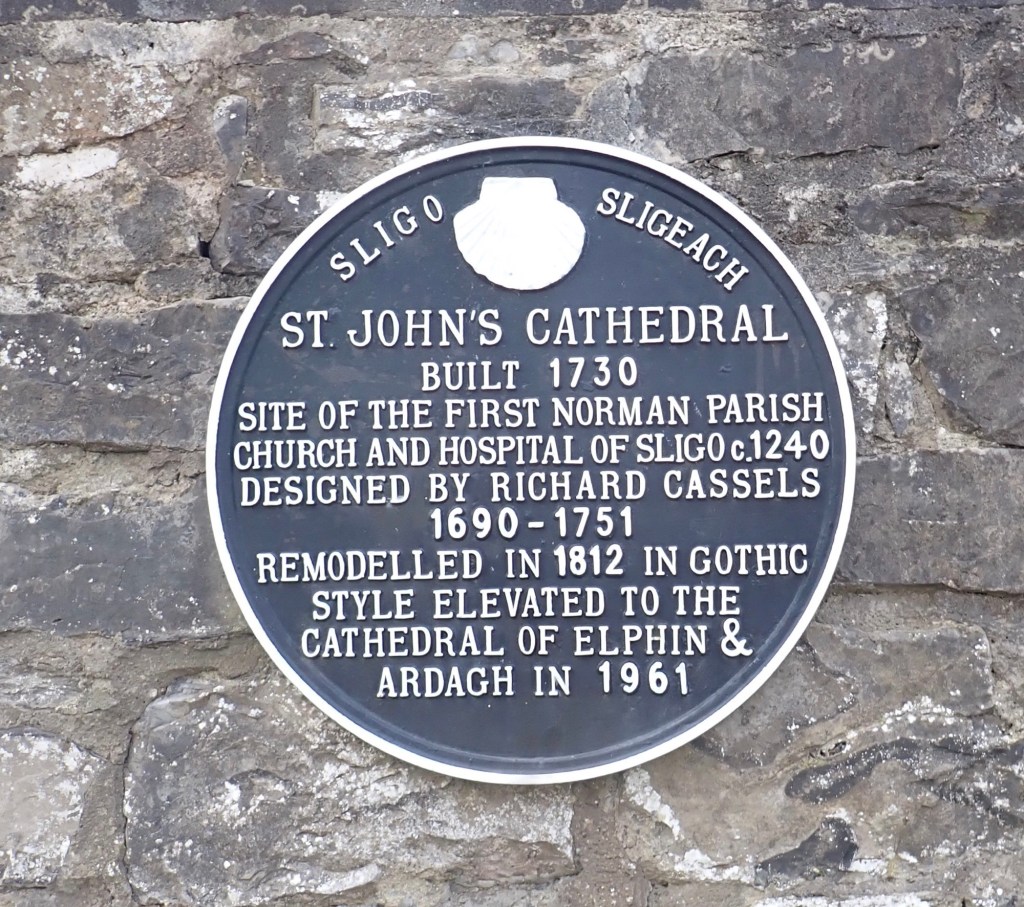 SLIGO SLIGEACH
ST. JOHN'S CATHEDRAL
BUILT 1730
SITE OF THE FIRST NORMAN PARISH
CHURCH AND HOSPITAL OF SLIGO c.1240
DESIGNED BY RICHARD CASSELS
1690-1751
REMODELLED IN 1812 IN GOTHIC
STYLE ELEVATED TO THE
CATHEDRAL OF ELPHIN &
ARDAGH IN 1961